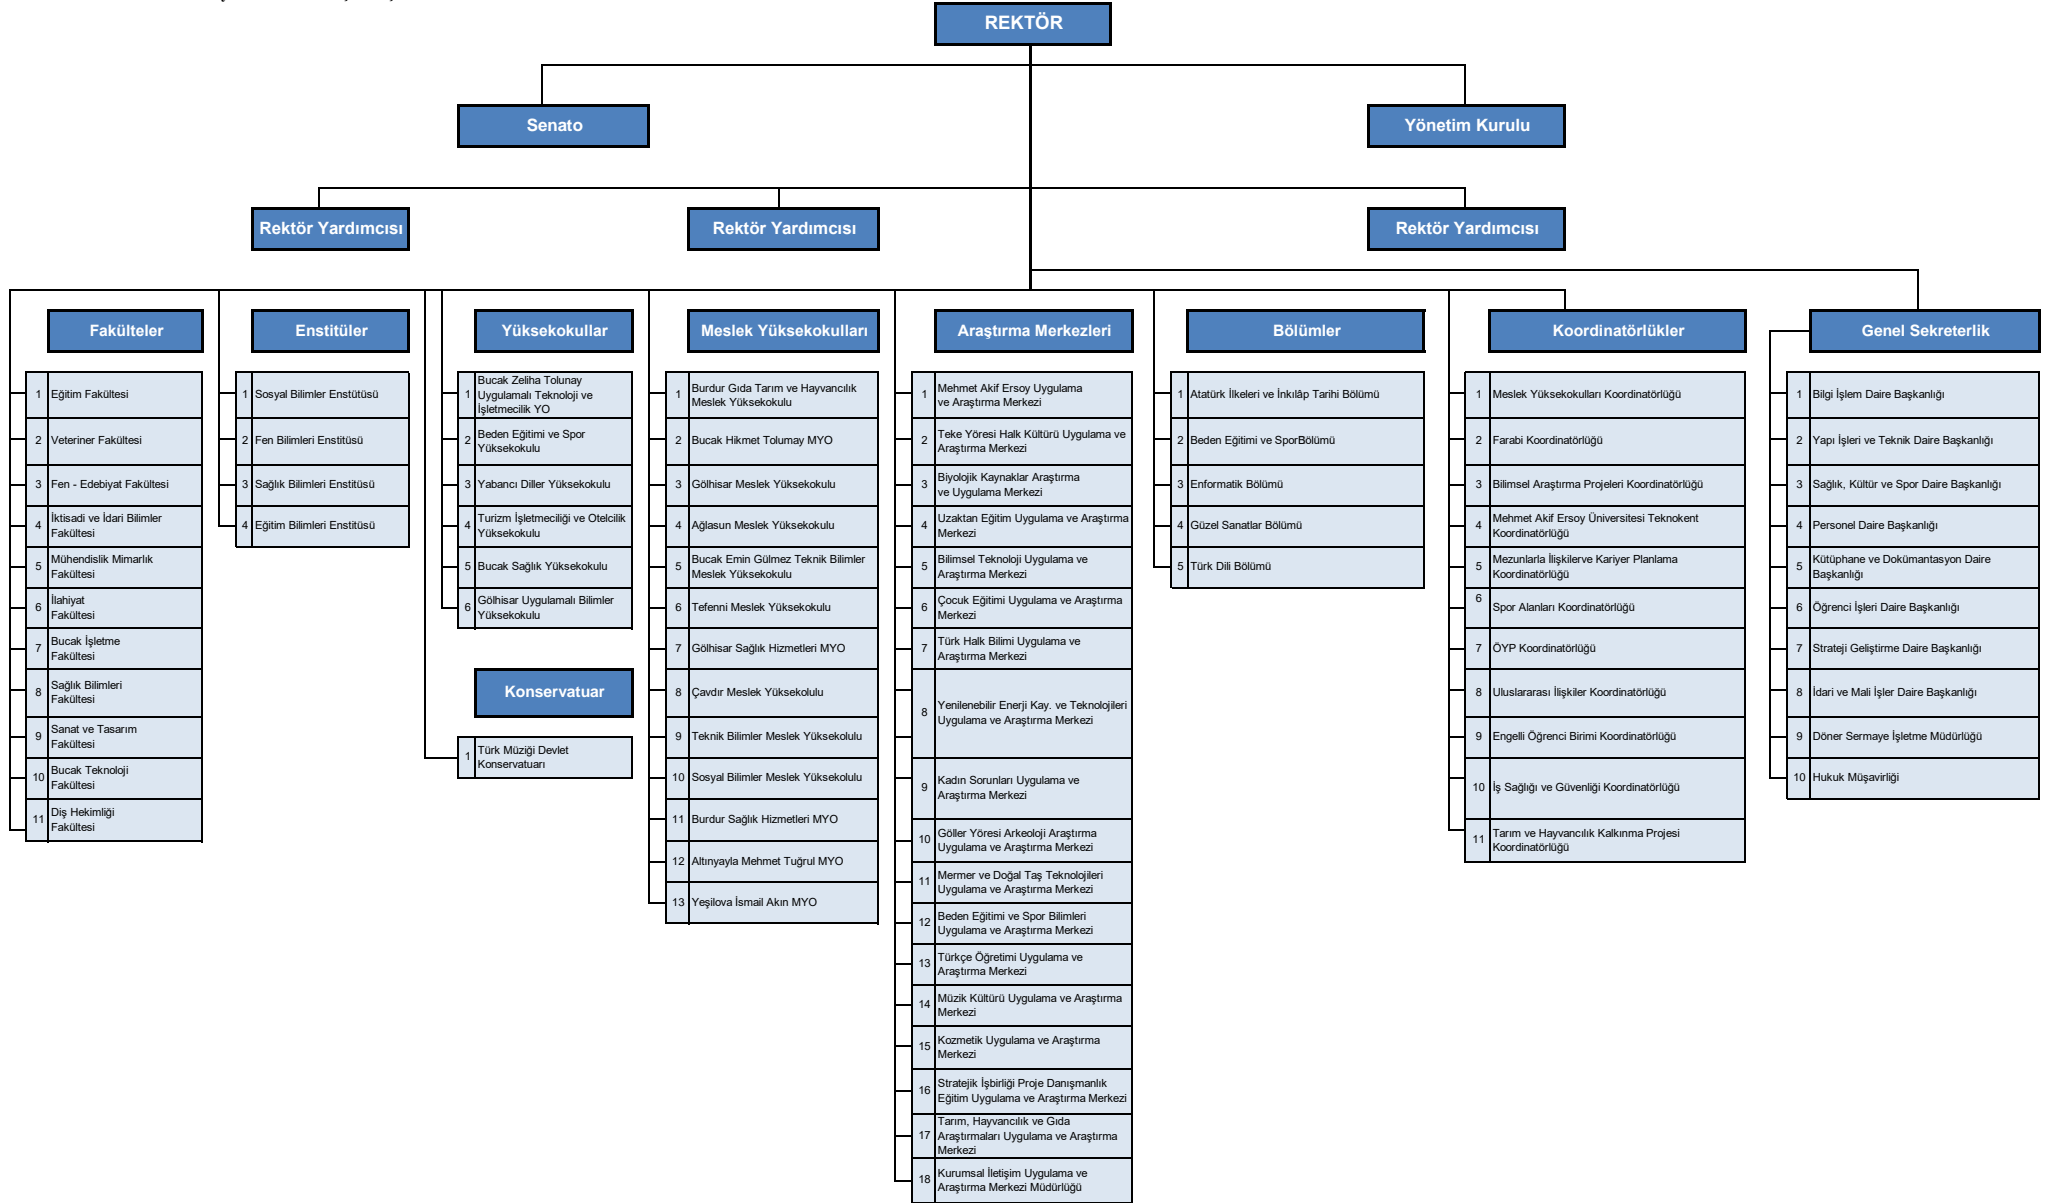 REKTÖR
Senato
Yönetim Kurulu
Rektör Yardımcısı
Rektör Yardımcısı
Rektör Yardımcısı
Fakülteler
1 Eğitim Fakültesi
2 Veteriner Fakültesi
3 Fen - Edebiyat Fakültesi
4 İktisadi ve İdari Bilimler
Fakültesi
5 Mühendislik Mimarlık
Fakültesi
6 İlahiyat
Fakültesi
7 Bucak İşletme
Fakültesi
8 Sağlık Bilimleri
Fakültesi
9 Sanat ve Tasarım
Fakültesi
10 Bucak Teknoloji
Fakültesi
11 Diş Hekimliği
Fakültesi
Enstitüler
1 Sosyal Bilimler Enstütüsü
2 Fen Bilimleri Enstitüsü
3 Sağlık Bilimleri Enstitüsü
4 Eğitim Bilimleri Enstitüsü
Yüksekokullar
1 Bucak Zeliha Tolunay
Uygulamalı Teknoloji ve
İşletmecilik YO
2 Beden Eğitimi ve Spor
Yüksekokulu
3 Yabancı Diller Yüksekokulu
4 Turizm İşletmeciliği ve Otelcilik
Yüksekokulu
5 Bucak Sağlık Yüksekokulu
6 Gölhisar Uygulamalı Bilimler
Yüksekokulu
Konservatuar
1 Türk Müziği Devlet
Konservatuarı
Meslek Yüksekokulları
1 Burdur Gıda Tarım ve Hayvancılık
Meslek Yüksekokulu
2 Bucak Hikmet Tolumay MYO
3 Gölhisar Meslek Yüksekokulu
4 Ağlasun Meslek Yüksekokulu
5 Bucak Emin Gülmez Teknik Bilimler
Meslek Yüksekokulu
6 Tefenni Meslek Yüksekokulu
7 Gölhisar Sağlık Hizmetleri MYO
8 Çavdır Meslek Yüksekolulu
9 Teknik Bilimler Meslek Yüksekolulu
10 Sosyal Bilimler Meslek Yüksekolulu
11 Burdur Sağlık Hizmetleri MYO
12 Altınyayla Mehmet Tuğrul MYO
13 Yeşilova İsmail Akın MYO
Araştırma Merkezleri
1 Mehmet Akif Ersoy Uygulama
ve Araştırma Merkezi
2 Teke Yöresi Halk Kültürü Uygulama ve
Araştırma Merkezi
3 Biyolojik Kaynaklar Araştırma
ve Uygulama Merkezi
4 Uzaktan Eğitim Uygulama ve Araştırma
Merkezi
5 Bilimsel Teknoloji Uygulama ve
Araştırma Merkezi
6 Çocuk Eğitimi Uygulama ve Araştırma
Merkezi
7 Türk Halk Bilimi Uygulama ve
Araştırma Merkezi
8 Yenilenebilir Enerji Kay. ve Teknolojileri
Uygulama ve Araştırma Merkezi
9 Kadın Sorunları Uygulama ve
Araştırma Merkezi
10 Göller Yöresi Arkeoloji Araştırma
Uygulama ve Araştırma Merkezi
11 Mermer ve Doğal Taş Teknolojileri
Uygulama ve Araştırma Merkezi
12 Beden Eğitimi ve Spor Bilimleri
Uygulama ve Araştırma Merkezi
13 Türkçe Öğretimi Uygulama ve
Araştırma Merkezi
14 Müzik Kültürü Uygulama ve Araştırma
Merkezi
15 Kozmetik Uygulama ve Araştırma
Merkezi
16 Stratejik İşbirliği Proje Danışmanlık
Eğitim Uygulama ve Araştırma Merkezi
17 Tarım, Hayvancılık ve Gıda
Araştırmaları Uygulama ve Araştırma
Merkezi
18 Kurumsal İletişim Uygulama ve
Araştırma Merkezi Müdürlüğü
Bölümler
1 Atatürk İlkeleri ve İnkılâp Tarihi Bölümü
2 Beden Eğitimi ve SporBölümü
3 Enformatik Bölümü
4 Güzel Sanatlar Bölümü
5 Türk Dili Bölümü
Koordinatörlükler
1 Meslek Yüksekokulları Koordinatörlüğü
2 Farabi Koordinatörlüğü
3 Bilimsel Araştırma Projeleri Koordinatörlüğü
4 Mehmet Akif Ersoy Üniversitesi Teknokent
Koordinatörlüğü
5 Mezunlarla İlişkilerve Kariyer Planlama
Koordinatörlüğü
6 Spor Alanları Koordinatörlüğü
7 ÖYP Koordinatörlüğü
8 Uluslararası İlişkiler Koordinatörlüğü
9 Engelli Öğrenci Birimi Koordinatörlüğü
10 İş Sağlığı ve Güvenliği Koordinatörlüğü
11 Tarım ve Hayvancılık Kalkınma Projesi
Koordinatörlüğü
Genel Sekreterlik
1 Bilgi İşlem Daire Başkanlığı
2 Yapı İşleri ve Teknik Daire Başkanlığı
3 Sağlık, Kültür ve Spor Daire Başkanlığı
4 Personel Daire Başkanlığı
5 Kütüphane ve Dokümantasyon Daire
Başkanlığı
6 Öğrenci İşleri Daire Başkanlığı
7 Strateji Geliştirme Daire Başkanlığı
8 İdari ve Mali İşler Daire Başkanlığı
9 Döner Sermaye İşletme Müdürlüğü
10 Hukuk Müşavirliği